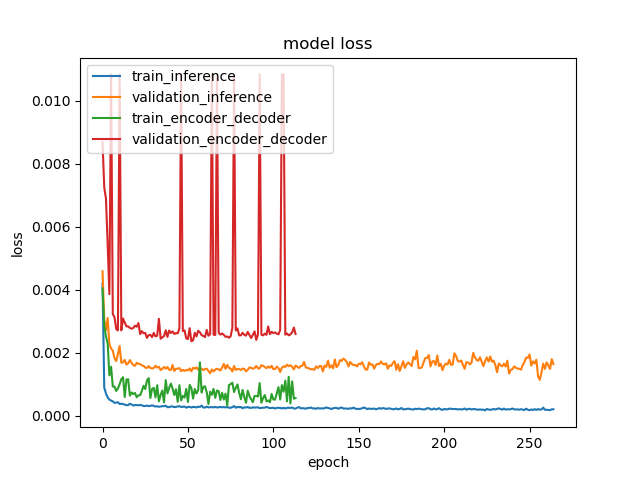 model loss
train_inference
validation_inference
train_encoder_decoder
validation_encoder_decoder
0.010
0.008
0.006
0.004
0.002
0.000
loss
0 50 100 150 200 250
epoch